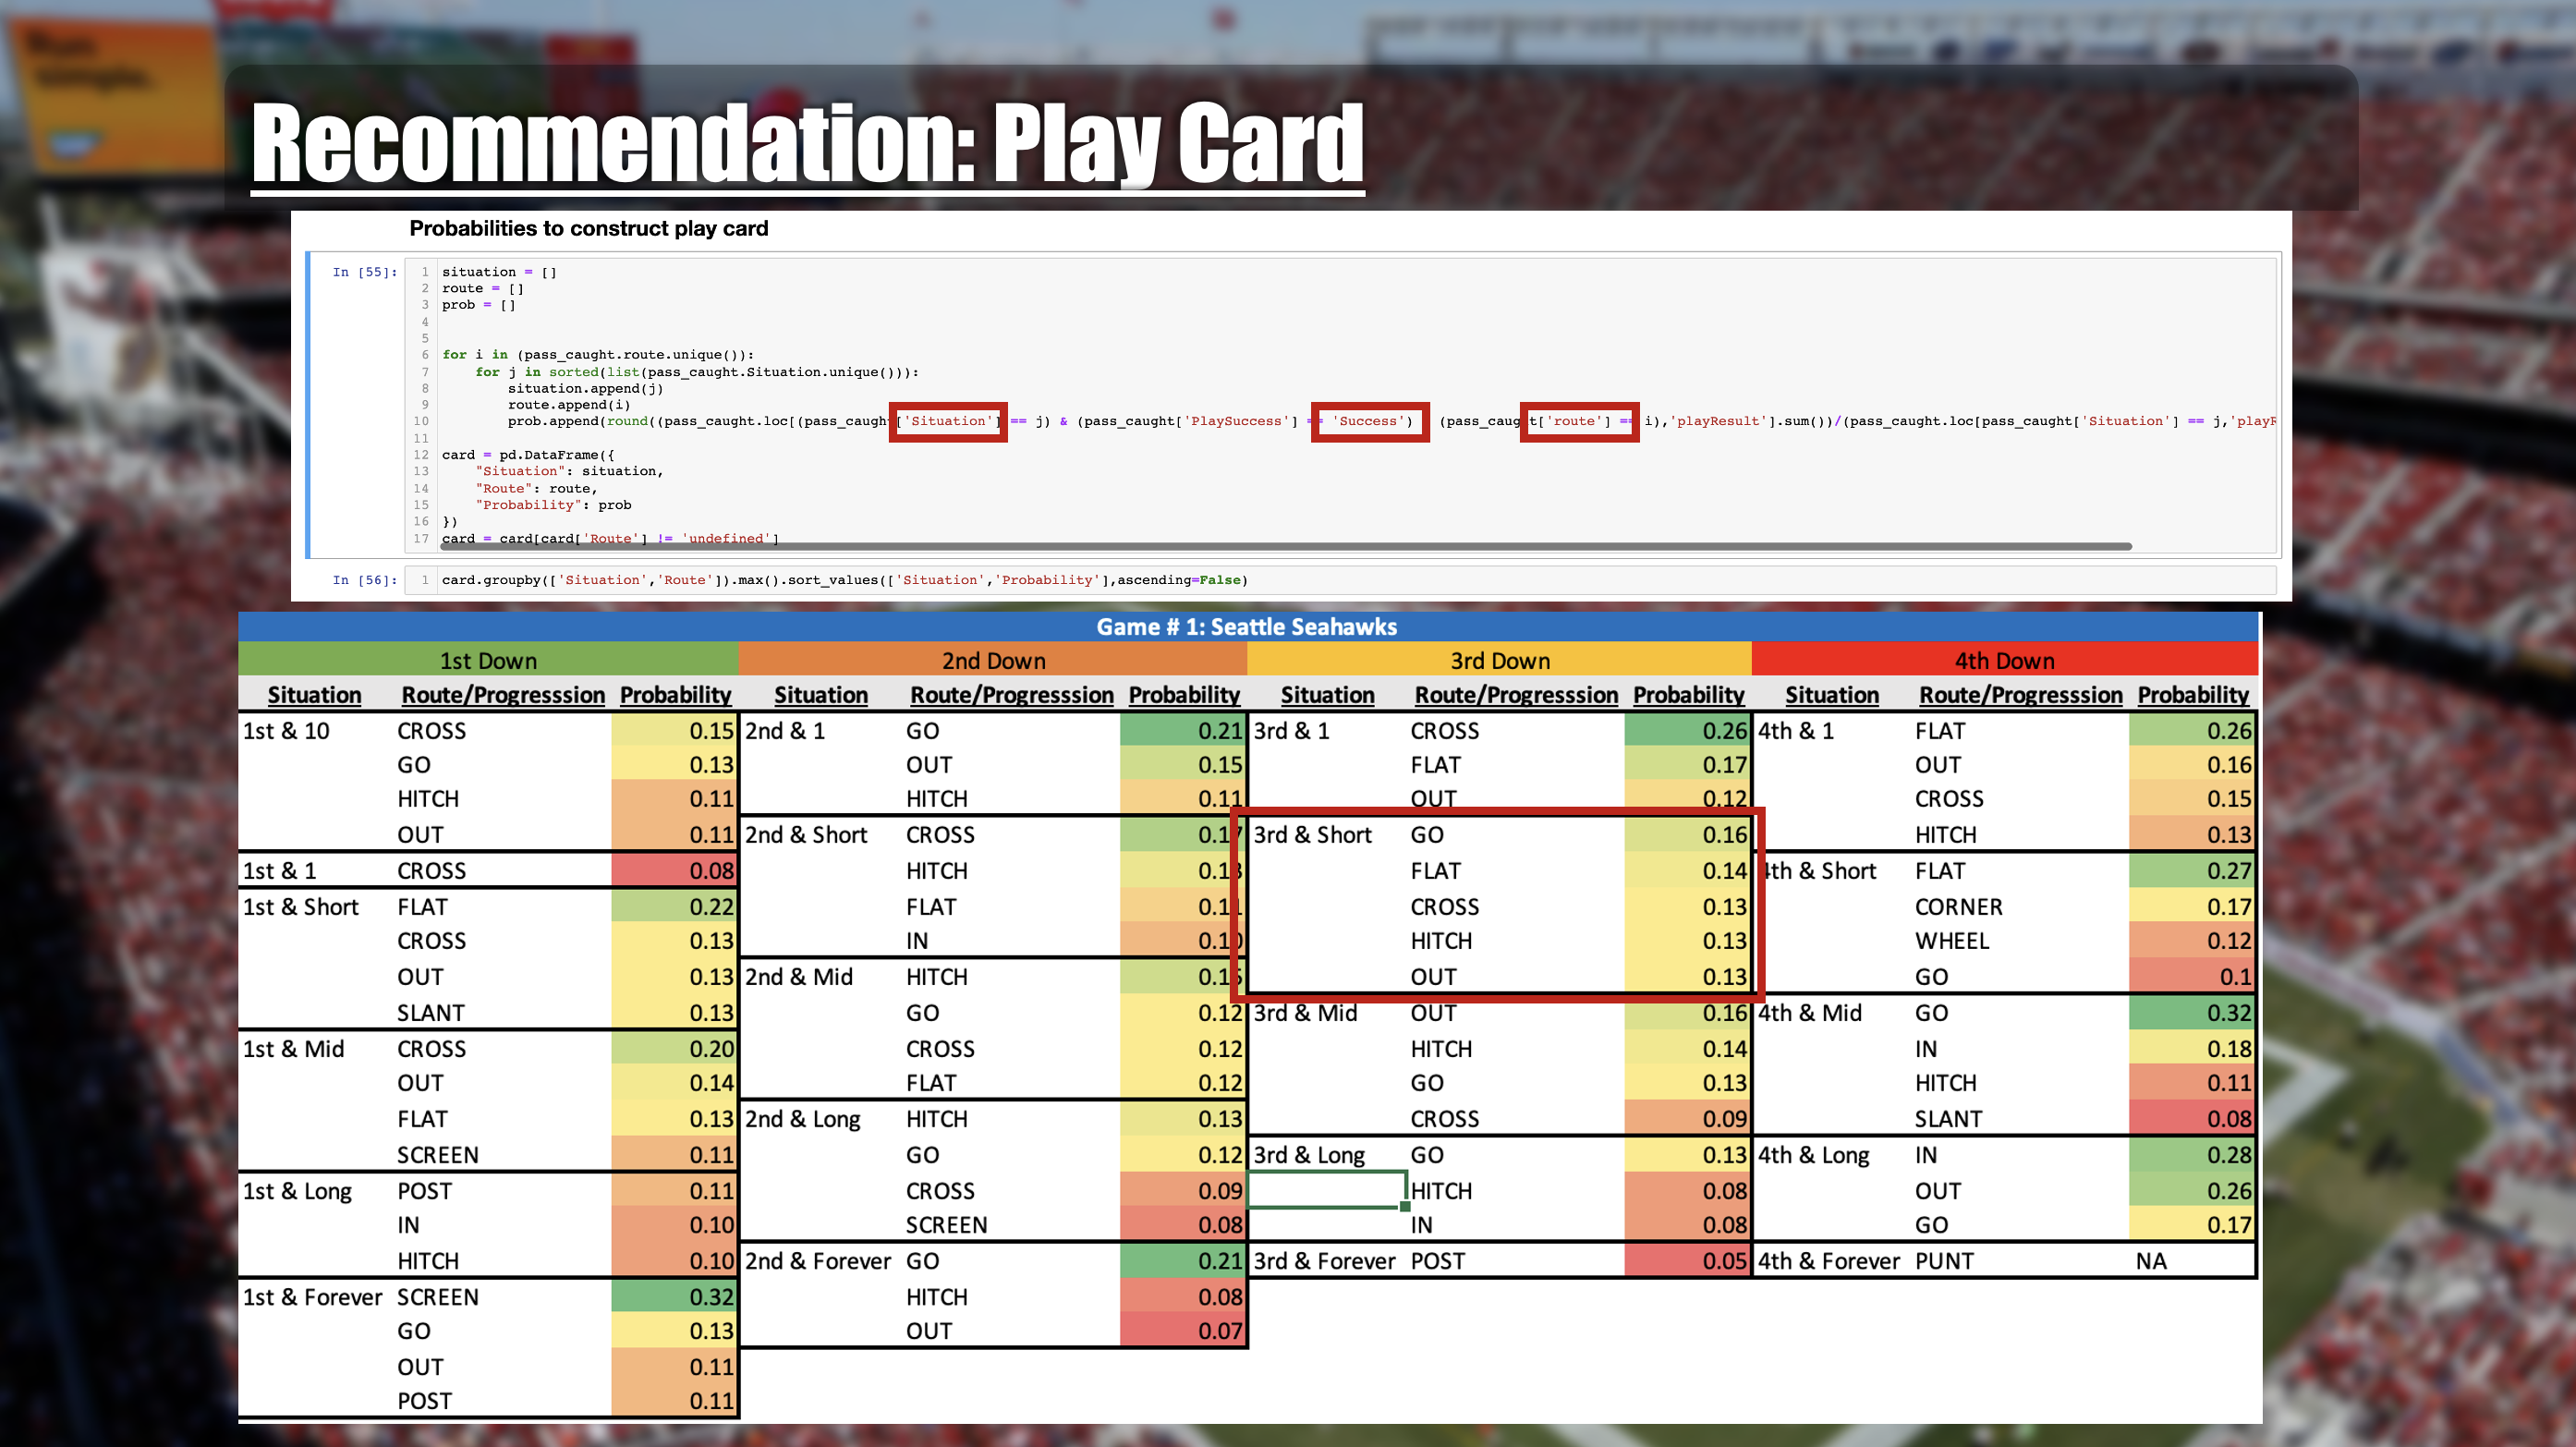 Run
simple.
Recommendation: Play Card
Probabilities to construct play card
In [55]:
1 situation = []
2 route = []
3 prob = []
4
5
6 for i in (pass_caught.route.unique()):
7 for j in sorted(list(pass_caught.Situation.unique())):
8 situation.append(j)
9 route.append(i)
10 prob.append(round((pass_caught.loc[(pass_caugh ['Situation'] == j) & (pass_caught['PlaySuccess'] = 'Success') (pass_caught['route'] == i),'playResult'].sum())/(pass_caught.loc[pass_caught['Situation'] == j,'playR
11
12 card = pd.DataFrame({
13 "Situation": situation,
14 "Route": route,
15 "Probability": prob
16 })
17 card = card[card['Route'] != 'undefined']
In [56]: 1 card.groupby(['Situation','Route']).max().sort_values(['Situation','Probability'],ascending=False)
Game # 1: Seattle Seahawks
1st Down 2nd Down 3rd Down 4th Down
Situation Route/Progresssion Probability Situation Route/Progresssion Probability Situation Route/Progresssion Probability Situation Route/Progresssion Probability
1st & 10 CROSS 0.15 2nd & 1 GO 0.21 3rd & 1 CROSS 0.26 4th & 1 FLAT 0.26
GO 0.13 OUT 0.15 FLAT 0.17 OUT 0.16
HITCH 0.11 HITCH 0.11 OUT 0.12 CROSS 0.15
OUT 0.11 2nd & Short CROSS 0.17 3rd & Short GO 0.16 HITCH 0.13
1st & 1 CROSS 0.08 HITCH 0.13 FLAT 0.14 4th & Short FLAT 0.27
1st & Short FLAT 0.22 FLAT 0.11 CROSS 0.13 CORNER 0.17
CROSS 0.13 IN 0.10 HITCH 0.13 WHEEL 0.12
OUT 0.13 2nd & Mid HITCH 0.15 OUT 0.13 GO 0.1
SLANT 0.13 GO 0.12 3rd & Mid OUT 0.16 4th & Mid GO 0.32
1st & Mid CROSS 0.20 CROSS 0.12 HITCH 0.14 IN 0.18
OUT 0.14 FLAT 0.12 GO 0.13 HITCH 0.11
FLAT 0.13 2nd & Long HITCH 0.13 CROSS 0.09 SLANT 0.08
SCREEN 0.11 GO 0.12 3rd & Long GO 0.13 4th & Long IN 0.28
1st & Long POST 0.11 CROSS 0.09 HITCH 0.08 OUT 0.26
IN 0.10 SCREEN 0.08 IN 0.08 GO 0.17
HITCH 0.10 2nd & Forever GO 0.21 3rd & Forever POST 0.05 4th & Forever PUNT NA
1st & Forever SCREEN 0.32 HITCH 0.08
GO 0.13 OUT 0.07
OUT 0.11
POST 0.11